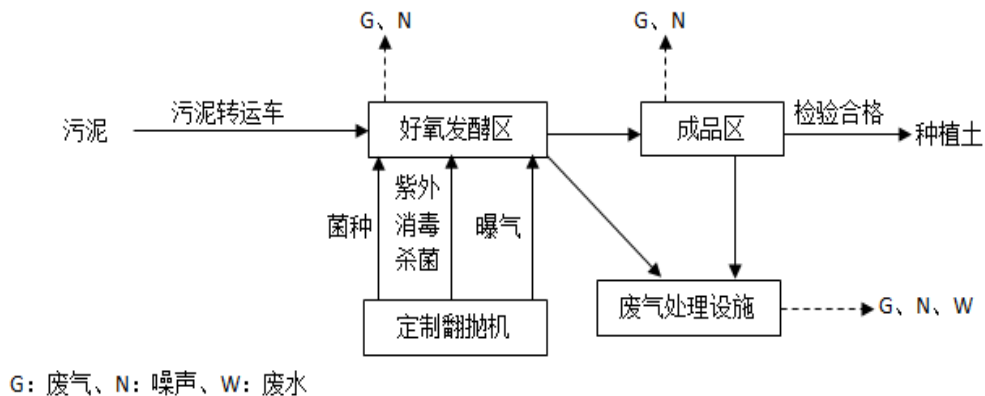 G、N
G、N
污泥
污泥转运车
好氧发酵区
成品区
检验合格
种植土
菌种
紫外
消毒
杀菌
曝气
定制翻抛机
废气处理设施
G、N、W
G：废气、N：噪声、W：废水